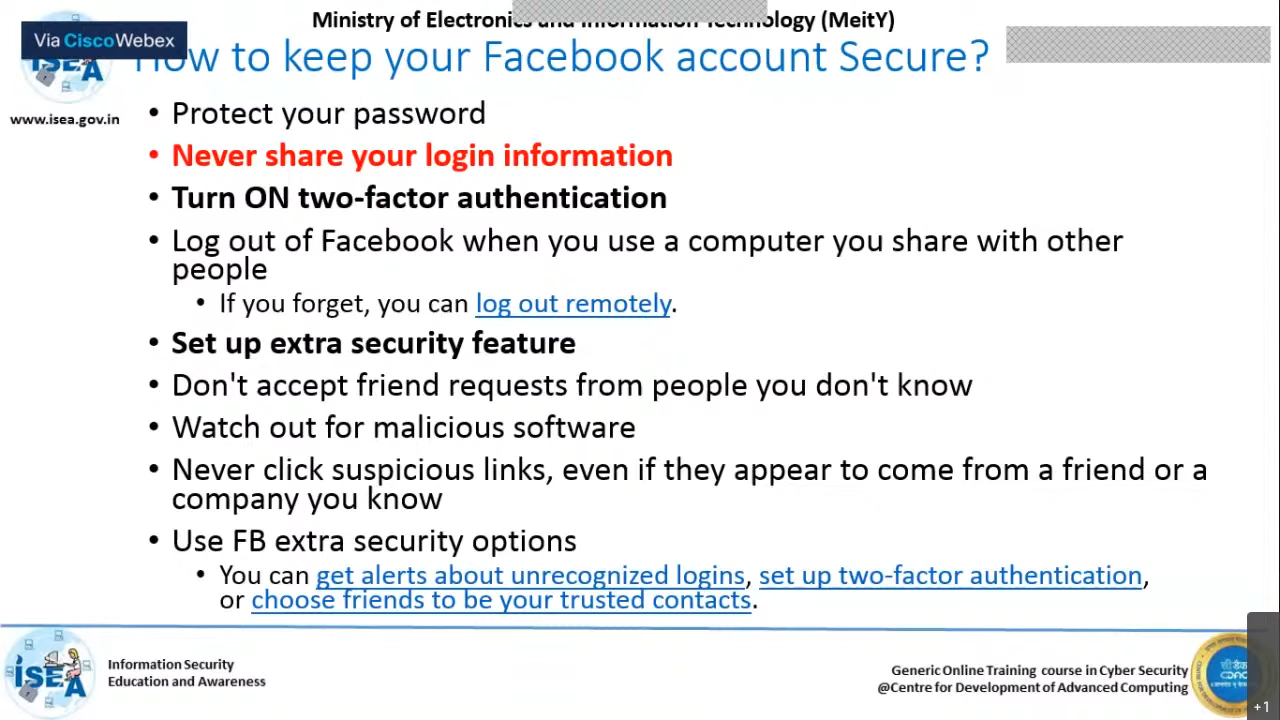 Ministry of Electronics and Information Technology (MeitY)
Via CiscoWebex
How to keep your Facebook account Secure?
ISEA
www.isea.gov.in
• Protect your password
• Never share your login information
• Turn ON two-factor authentication
• Log out of Facebook when you use a computer you share with other
people
• If you forget, you can log out remotely.
• Set up extra security feature
• Don't accept friend requests from people you don't know
• Watch out for malicious software
• Never click suspicious links, even if they appear to come from a friend or a
company you know
• Use FB extra security options
• You can get alerts about unrecognized logins, set up two-factor authentication,
or choose friends to be your trusted contacts.
ISEA
Information Security
Education and Awareness
Generic Online Training course in Cyber Security
@Centre for Development of Advanced Computing
सी डैक
CDAC
+1